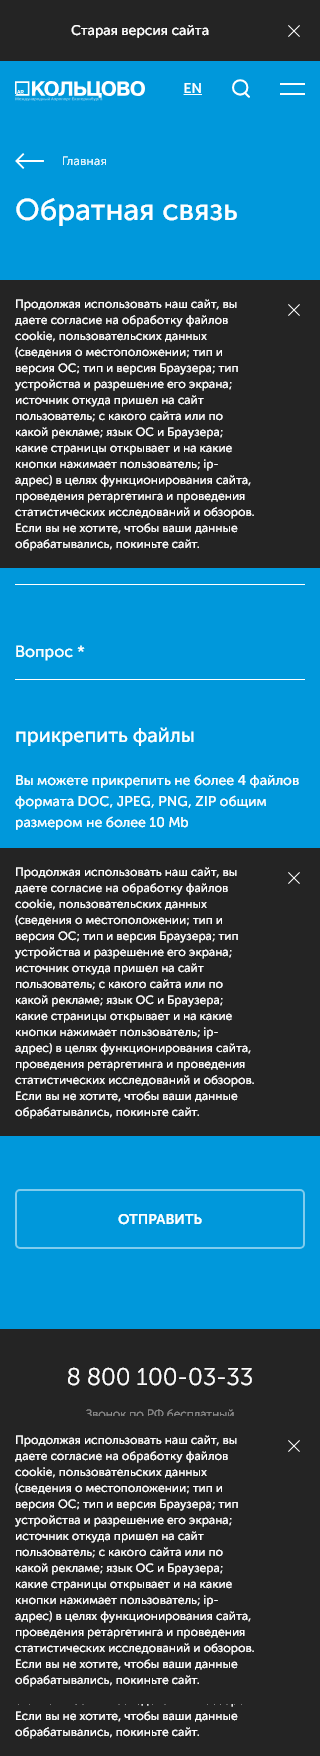 Старая версия сайта
КОЛЬЦОВО
EN
Международный Аэропорт Екатеринбург
Главная
Обратная связь
Продолжая использовать наш сайт, вы
даете согласие на обработку файлов
cookie, пользовательских данных
(сведения о местоположении; тип и
версия ОС; тип и версия Браузера; тип
устройства и разрешение его экрана;
источник откуда пришел на сайт
пользователь; с какого сайта или по
какой рекламе; язык ОС и Браузера;
какие страницы открывает и на какие
кнопки нажимает пользователь; ip-
адрес) в целях функционирования сайта,
проведения ретаргетинга и проведения
статистических исследований и обзоров.
Если вы не хотите, чтобы ваши данные
обрабатывались, покиньте сайт.
Вопрос *
прикрепить файлы
Вы можете прикрепить не более 4 файлов
формата DOC, JPEG, PNG, ZIP общим
размером не более 10 Mb
Продолжая использовать наш сайт, вы
даете согласие на обработку файлов
cookie, пользовательских данных
(сведения о местоположении; тип и
версия ОС; тип и версия Браузера; тип
устройства и разрешение его экрана;
источник откуда пришел на сайт
пользователь; с какого сайта или по
какой рекламе; язык ОС и Браузера;
какие страницы открывает и на какие
кнопки нажимает пользователь; ip-
адрес) в целях функционирования сайта,
проведения ретаргетинга и проведения
статистических исследований и обзоров.
Если вы не хотите, чтобы ваши данные
обрабатывались, покиньте сайт.
ОТПРАВИТЬ
8 800 100-03-33
Звонок по РФ бесплатный
Продолжая использовать наш сайт, вы
даете согласие на обработку файлов
cookie, пользовательских данных
(сведения о местоположении; тип и
версия ОС; тип и версия Браузера; тип
устройства и разрешение его экрана;
источник откуда пришел на сайт
пользователь; с какого сайта или по
какой рекламе; язык ОС и Браузера;
какие страницы открывает и на какие
кнопки нажимает пользователь; ip-
адрес) в целях функционирования сайта,
проведения ретаргетинга и проведения
статистических исследований и обзоров.
Если вы не хотите, чтобы ваши данные
обрабатывались, покиньте сайт.
Если вы не хотите, чтобы ваши данные
обрабатывались, покиньте сайт.